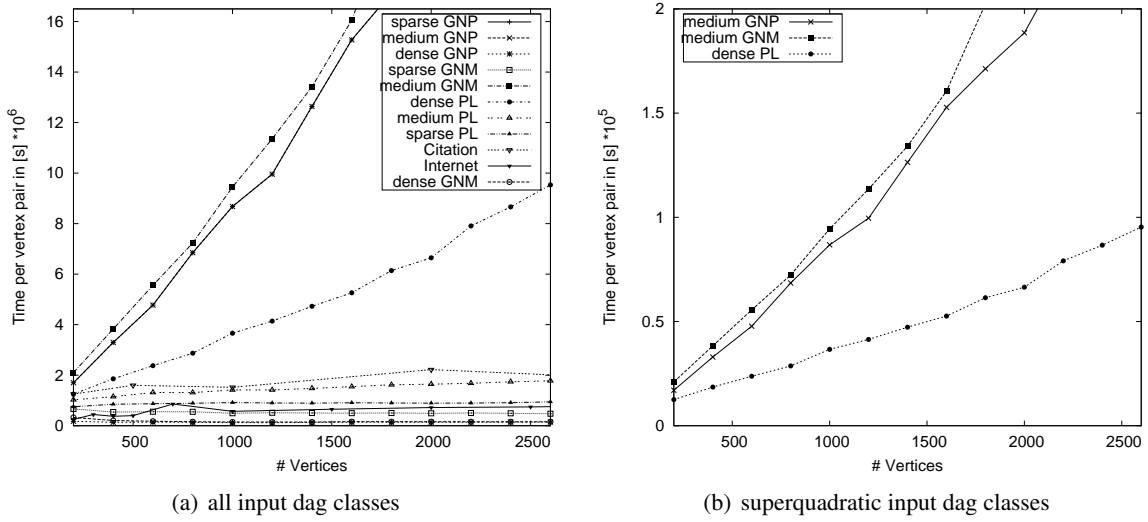 Time per vertex pair in [s] *10^6
16
14
12
10
8
6
4
2
0
500
1000
1500
2000
2500
# Vertices
sparse GNP
medium GNP
dense GNP
sparse GNM
medium GNM
dense PL
medium PL
sparse PL
Citation
Internet
dense GNM
(a) all input dag classes
Time per vertex pair in [s] *10^5
2
1.5
1
0.5
0
500
1000
1500
2000
2500
# Vertices
medium GNP
medium GNM
dense PL
(b) superquadratic input dag classes